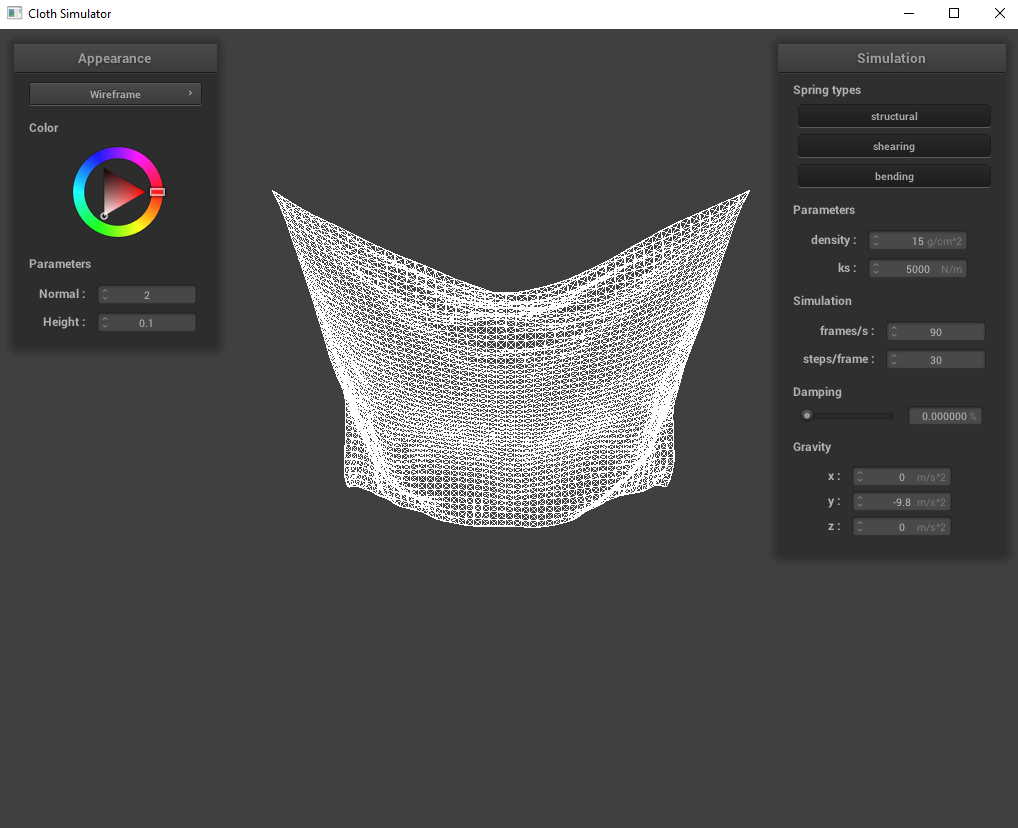 Cloth Simulator
Appearance
Wireframe
Color
Parameters
Normal : 2
Height : 0.1
Simulation
Spring types
structural
shearing
bending
Parameters
density : 15 g/cm^2
ks : 5000 N/m
Simulation
frames/s : 90
steps/frame : 30
Damping
0.000000 %
Gravity
x : 0 m/s^2
y : -9.8 m/s^2
z : 0 m/s^2